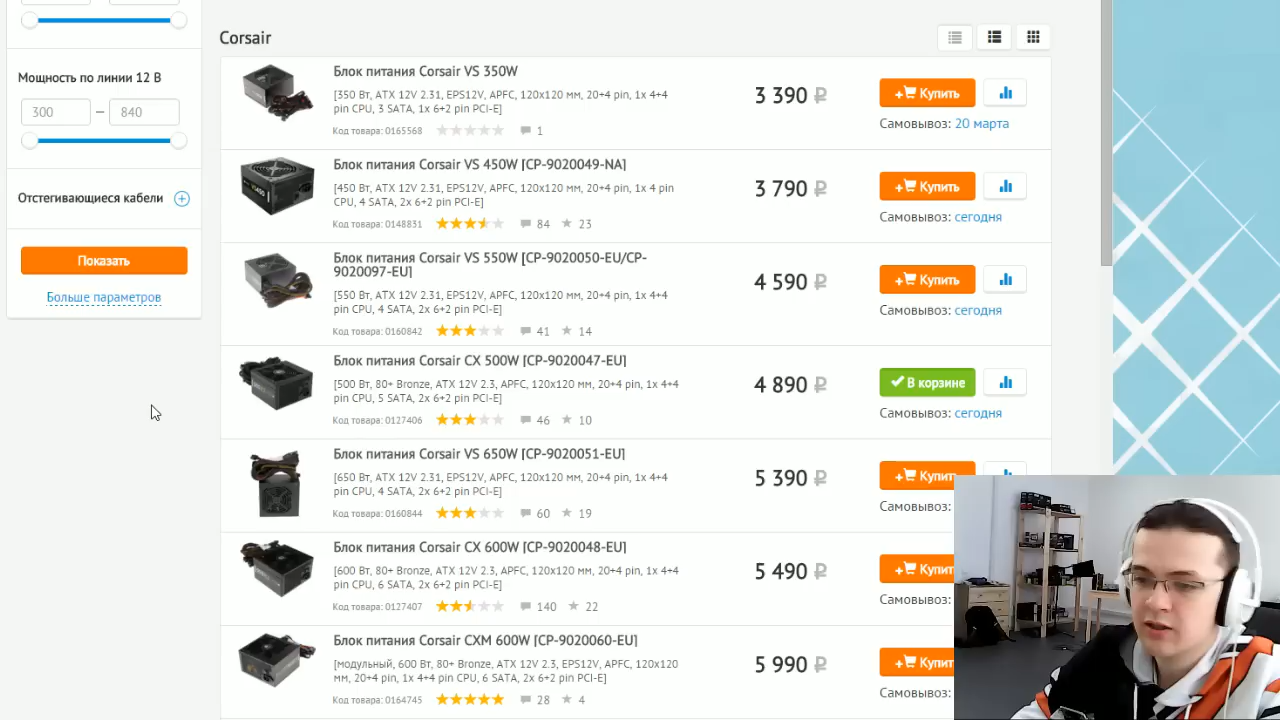 Corsair
Мощность по линии 12 В
300 — 840
Отстегивающиеся кабели
Показать
Больше параметров
Блок питания Corsair VS 350W
[350 Вт, ATX 12V 2.31, EPS12V, APFC, 120x120 мм, 20+4 pin, 1x 4+4
pin CPU, 3 SATA, 1x 6+2 pin PCI-E]
Код товара: 0165568 1
3 390 ₽
Купить
Самовывоз: 20 марта
Блок питания Corsair VS 450W [CP-9020049-NA]
[450 Вт, ATX 12V 2.31, EPS12V, APFC, 120x120 мм, 20+4 pin, 1x 4 pin
CPU, 4 SATA, 2x 6+2 pin PCI-E]
Код товара: 0148831 84 23
3 790 ₽
Купить
Самовывоз: сегодня
Блок питания Corsair VS 550W [CP-9020050-EU/CP-
9020097-EU]
[550 Вт, ATX 12V 2.31, EPS12V, APFC, 120x120 мм, 20+4 pin, 1x 4+4
pin CPU, 4 SATA, 2x 6+2 pin PCI-E]
Код товара: 0160842 41 14
4 590 ₽
Купить
Самовывоз: сегодня
Блок питания Corsair CX 500W [CP-9020047-EU]
[500 Вт, 80+ Bronze, ATX 12V 2.3, APFC, 120x120 мм, 20+4 pin, 1x 4+4
pin CPU, 5 SATA, 2x 6+2 pin PCI-E]
Код товара: 0127406 46 10
4 890 ₽
В корзине
Самовывоз: сегодня
Блок питания Corsair VS 650W [CP-9020051-EU]
[650 Вт, ATX 12V 2.31, EPS12V, APFC, 120x120 мм, 20+4 pin, 1x 4+4
pin CPU, 4 SATA, 2x 6+2 pin PCI-E]
Код товара: 0160844 60 19
5 390 ₽
Купить
Самовывоз:
Блок питания Corsair CX 600W [CP-9020048-EU]
[600 Вт, 80+ Bronze, ATX 12V 2.3, APFC, 120x120 мм, 20+4 pin, 1x 4+4
pin CPU, 6 SATA, 2x 6+2 pin PCI-E]
Код товара: 0127407 140 22
5 490 ₽
Купит
Самовывоз:
Блок питания Corsair CXM 600W [CP-9020060-EU]
[модульный, 600 Вт, 80+ Bronze, ATX 12V 2.3, EPS12V, APFC, 120x120
мм, 20+4 pin, 1x 4+4 pin CPU, 6 SATA, 2x 6+2 pin PCI-E]
Код товара: 0164745 28 4
5 990 ₽
Купит
Самовывоз: